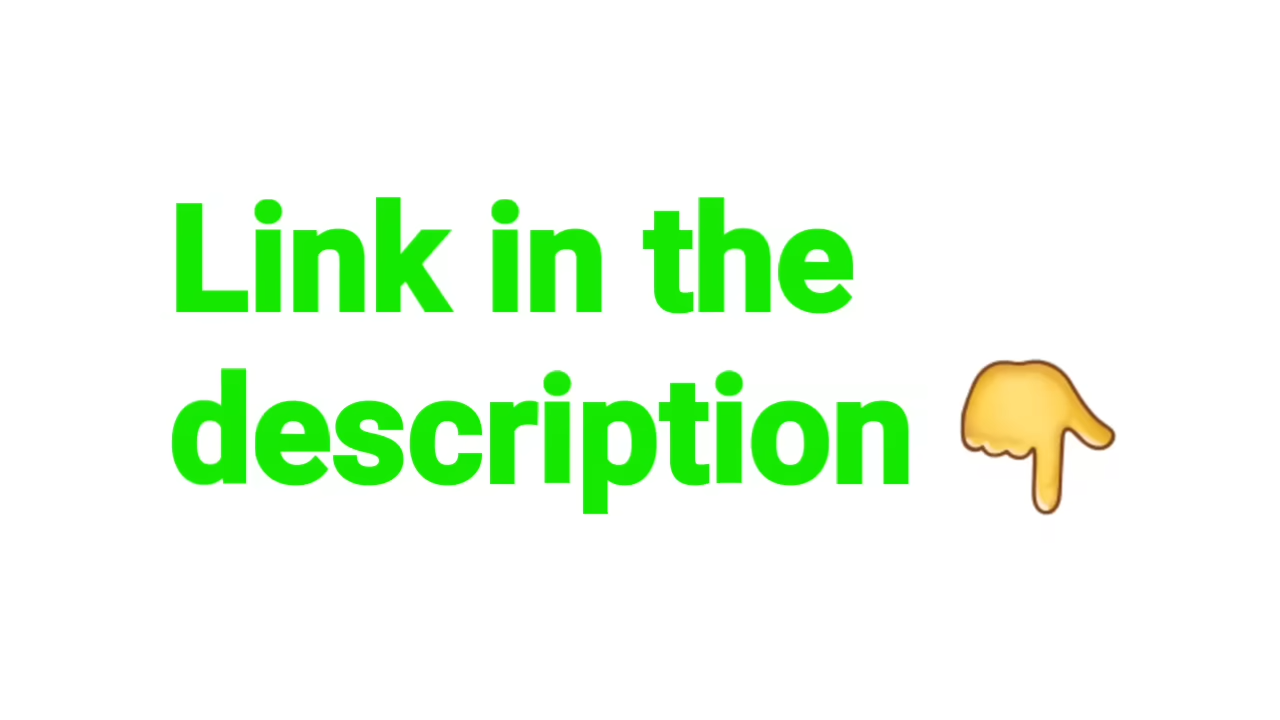 Link in the
description 👇